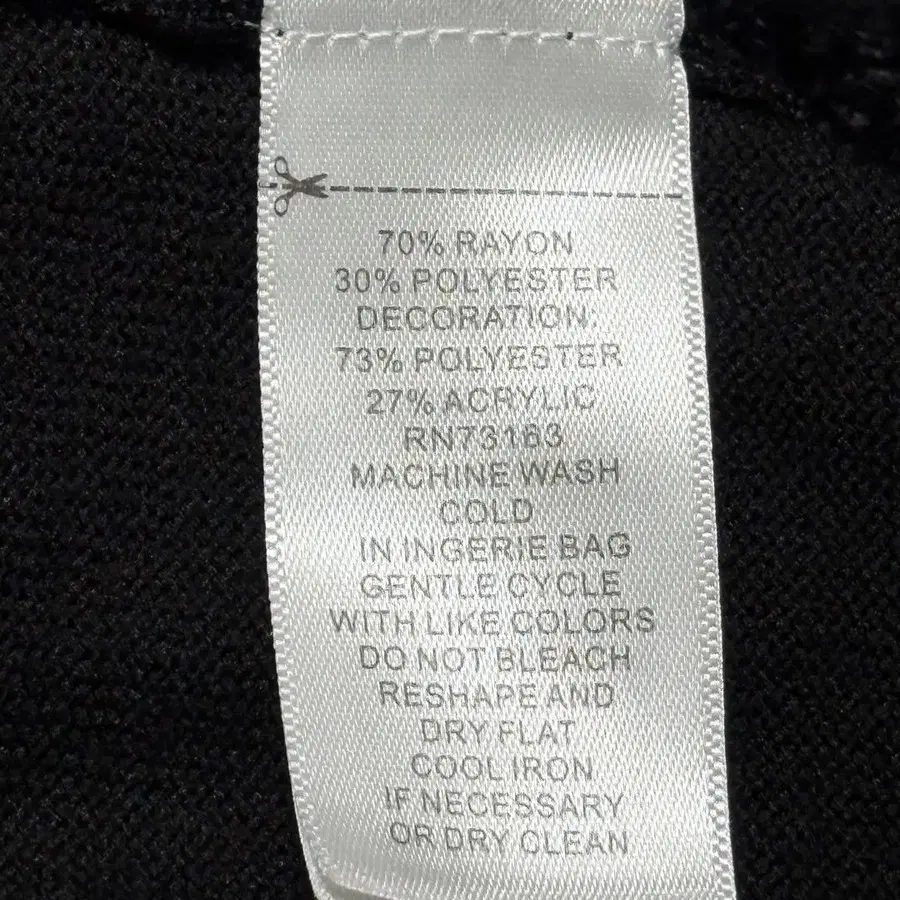 70% RAYON
30% POLYESTER
DECORATION:
73% POLYESTER
27% ACRYLIC
RN73163
MACHINE WASH
COLD
IN INGERIE BAG
GENTLE CYCLE
WITH LIKE COLORS
DO NOT BLEACH
RESHAPE AND
DRY FLAT
COOL IRON
IF NECESSARY
OR DRY CLEAN